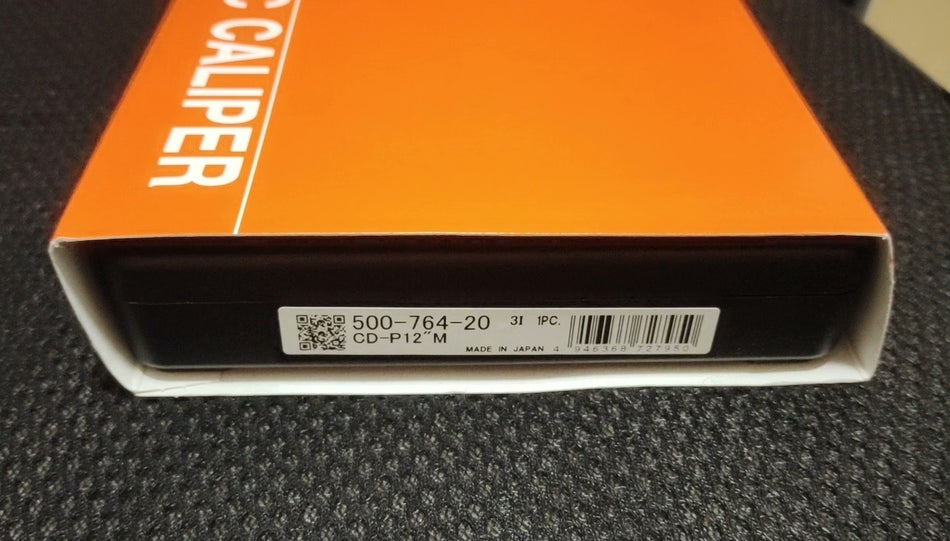 C CALIPER
500-764-20 3I 1PC.
CD-P12"M
MADE IN JAPAN 4 946368 727950